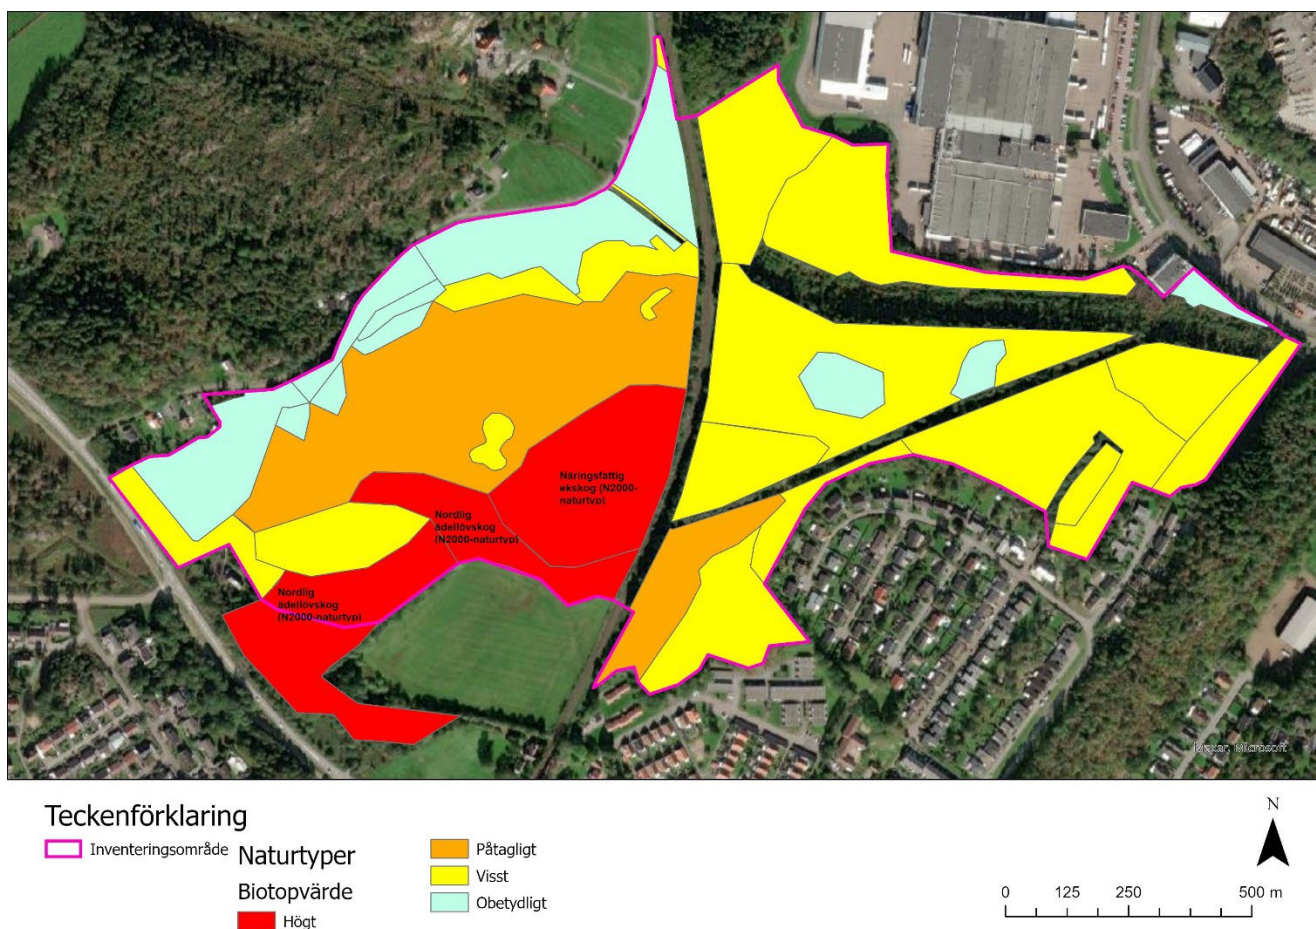 Näringsfattig
ekskog (N2000-
naturtyp)
Nordlig
ädellövskog
(N2000-naturtyp)
Nordlig
ädellövskog
(N2000-naturtyp)
Maxar, Microsoft
Teckenförklaring
Inventeringsområde
Naturtyper
Biotopvärde
Högt
Påtagligt
Visst
Obetydligt
N
0 125 250 500 m